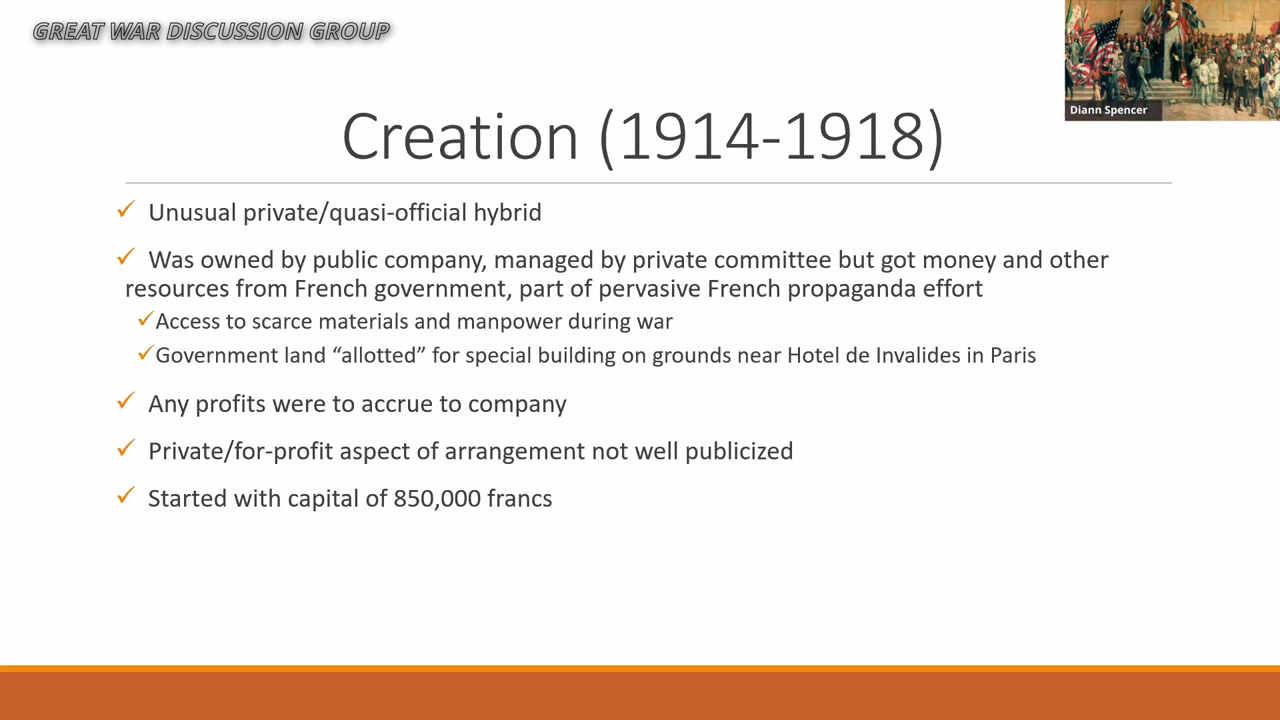 GREAT WAR DISCUSSION GROUP
Diann Spencer
Creation (1914-1918)
✓ Unusual private/quasi-official hybrid
✓ Was owned by public company, managed by private committee but got money and other
resources from French government, part of pervasive French propaganda effort
✓Access to scarce materials and manpower during war
✓Government land “allotted” for special building on grounds near Hotel de Invalides in Paris
✓ Any profits were to accrue to company
✓ Private/for-profit aspect of arrangement not well publicized
✓ Started with capital of 850,000 francs